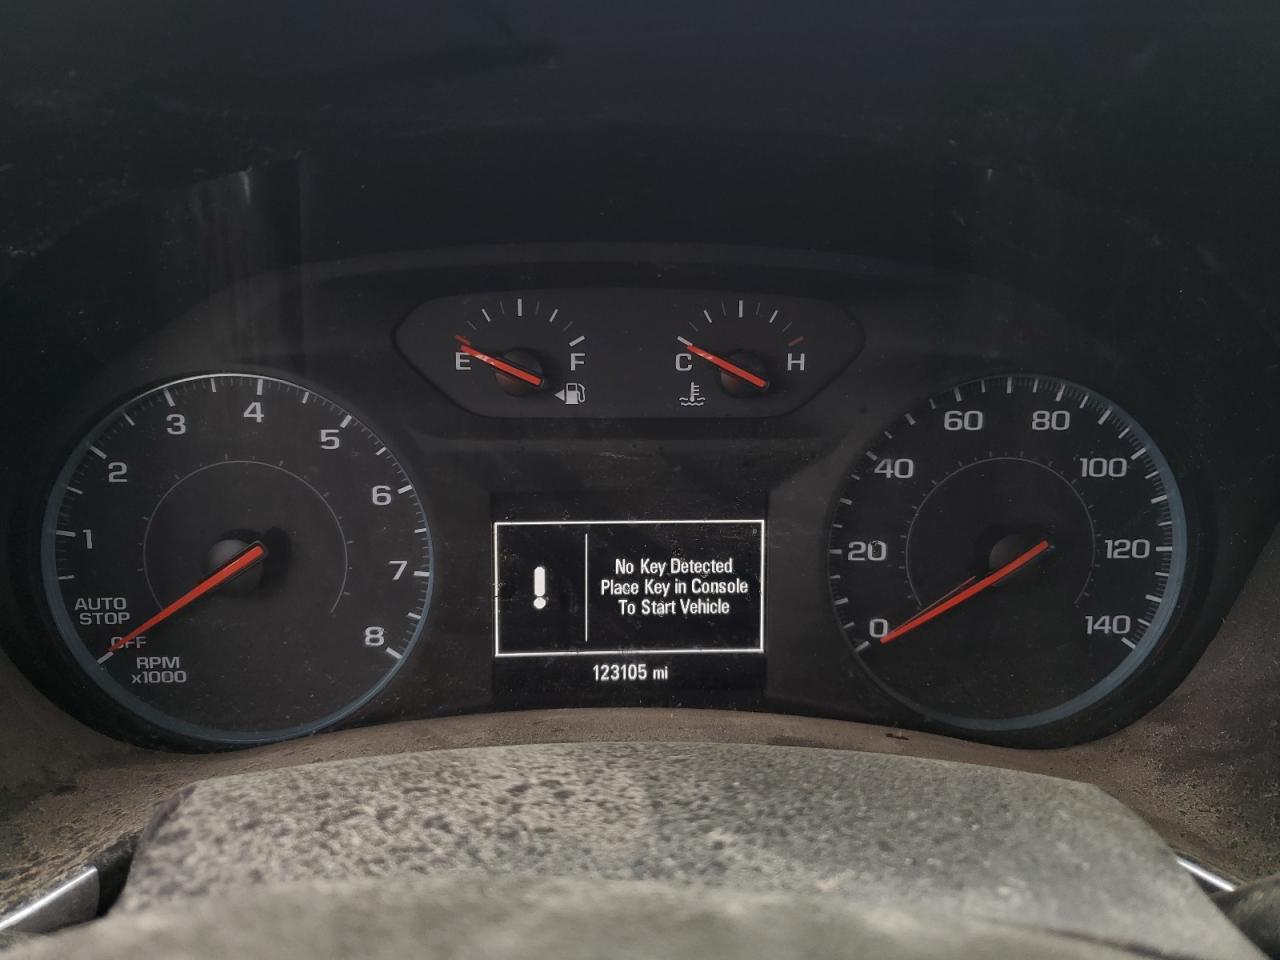 E F
C H
1
2
3
4
5
6
7
8
AUTO
STOP
OFF
RPM
x1000
No Key Detected
Place Key in Console
To Start Vehicle
123105 mi
0
20
40
60
80
100
120
140